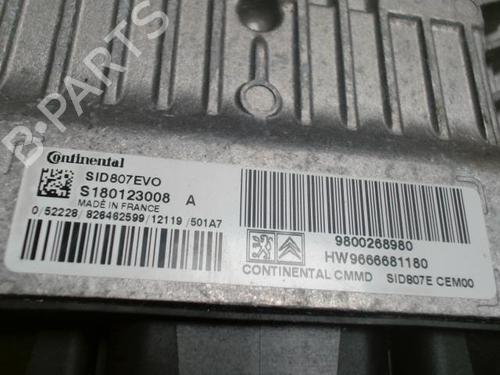 B-PARTS
Continental
SID807EVO
S180123008 A
MADE IN FRANCE
0/52228/826462599/12119/501A7
9800268980
HW9666681180
CONTINENTAL CMMD SID807E CEM00